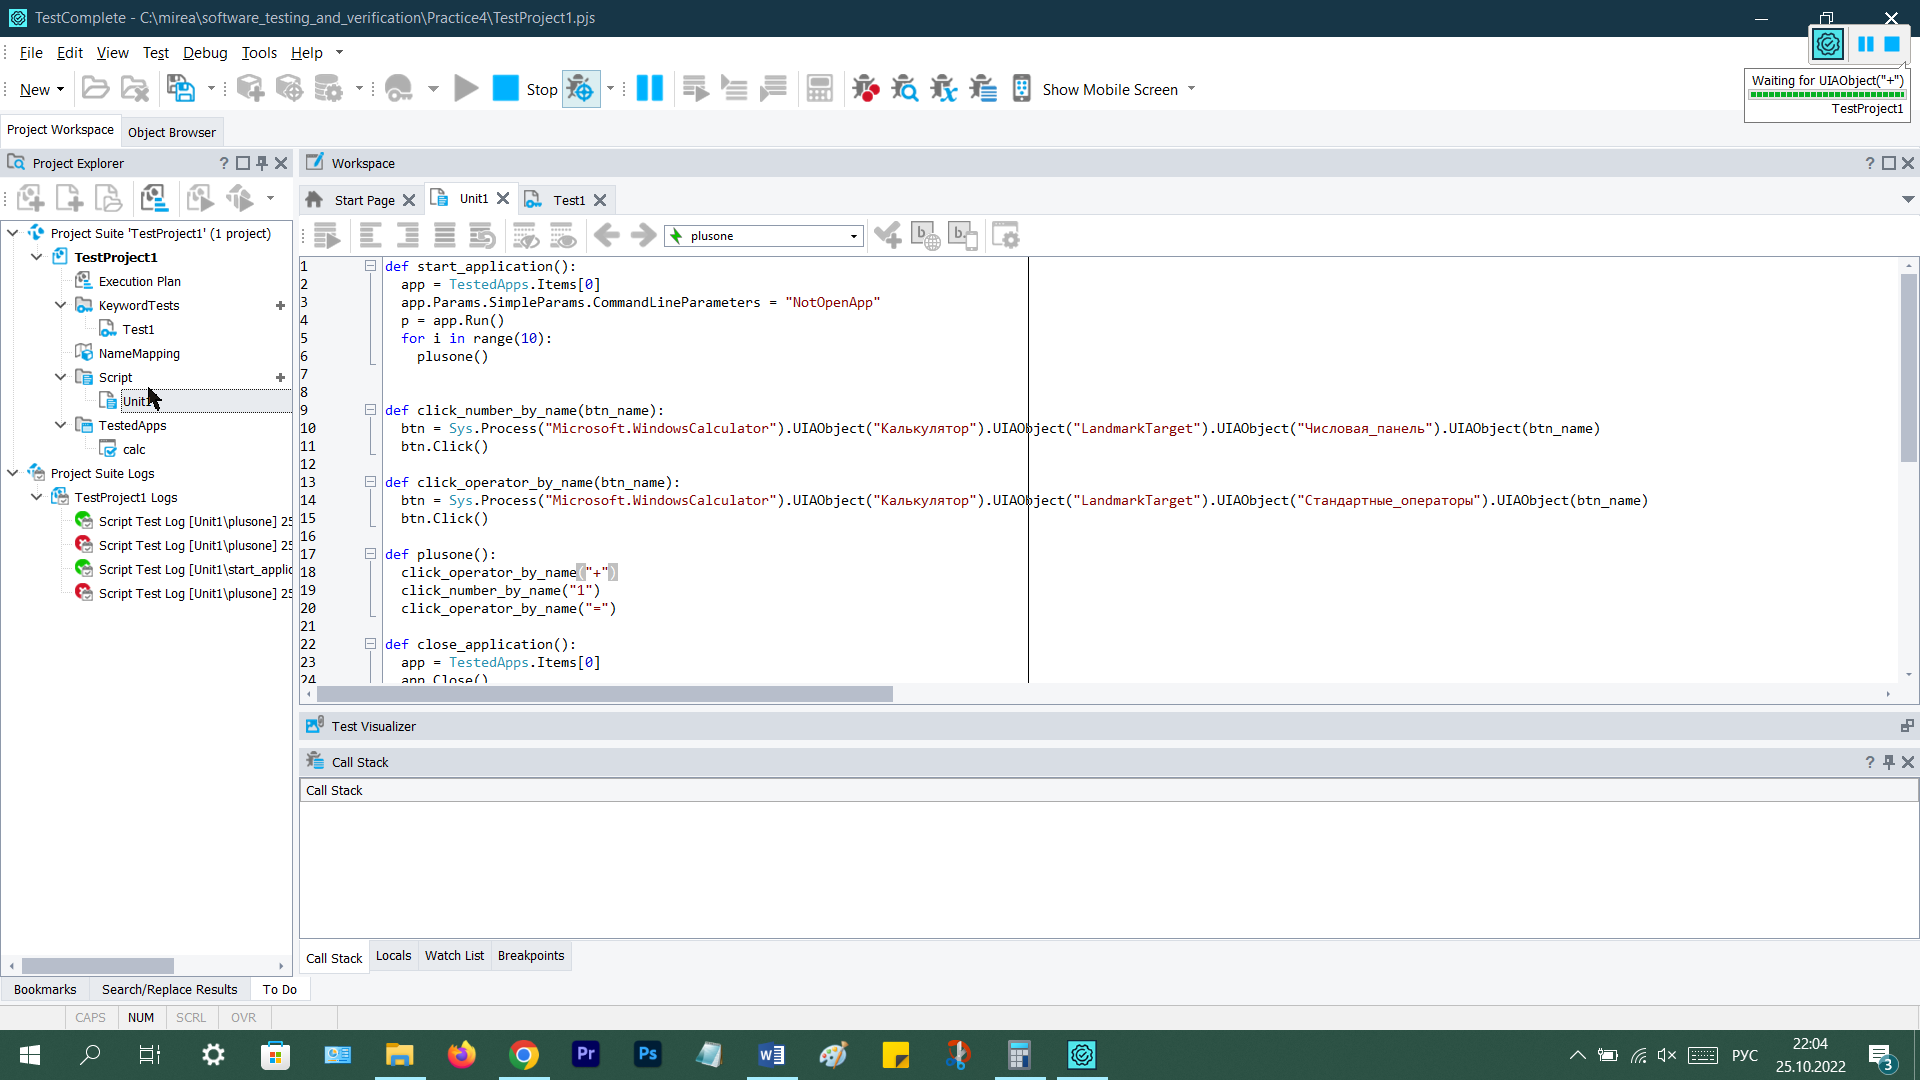 TestComplete - C:\mirea\software_testing_and_verification\Practice4\TestProject1.pjs
File Edit View Test Debug Tools Help
New Stop Show Mobile Screen
Waiting for UIAObject("+")
TestProject1
Project Workspace Object Browser
Project Explorer
Workspace
Start Page Unit1 Test1
plusone
Project Suite 'TestProject1' (1 project)
TestProject1
Execution Plan
KeywordTests
Test1
NameMapping
Script
Unit1
TestedApps
calc
Project Suite Logs
TestProject1 Logs
Script Test Log [Unit1\plusone] 25
Script Test Log [Unit1\plusone] 25
Script Test Log [Unit1\start_applic
Script Test Log [Unit1\plusone] 25
1 def start_application():
2 app = TestedApps.Items[0]
3 app.Params.SimpleParams.CommandLineParameters = "NotOpenApp"
4 p = app.Run()
5 for i in range(10):
6 plusone()
7
8
9 def click_number_by_name(btn_name):
10 btn = Sys.Process("Microsoft.WindowsCalculator").UIAObject("Калькулятор").UIAObject("LandmarkTarget").UIAObject("Числовая_панель").UIAObject(btn_name)
11 btn.Click()
12
13 def click_operator_by_name(btn_name):
14 btn = Sys.Process("Microsoft.WindowsCalculator").UIAObject("Калькулятор").UIAObject("LandmarkTarget").UIAObject("Стандартные_операторы").UIAObject(btn_name)
15 btn.Click()
16
17 def plusone():
18 click_operator_by_name("+")
19 click_number_by_name("1")
20 click_operator_by_name("=")
21
22 def close_application():
23 app = TestedApps.Items[0]
24 app.Close()
Test Visualizer
Call Stack
Call Stack
Call Stack Locals Watch List Breakpoints
Bookmarks Search/Replace Results To Do
CAPS NUM SCRL OVR
Pr Ps РУС
22:04
25.10.2022
3